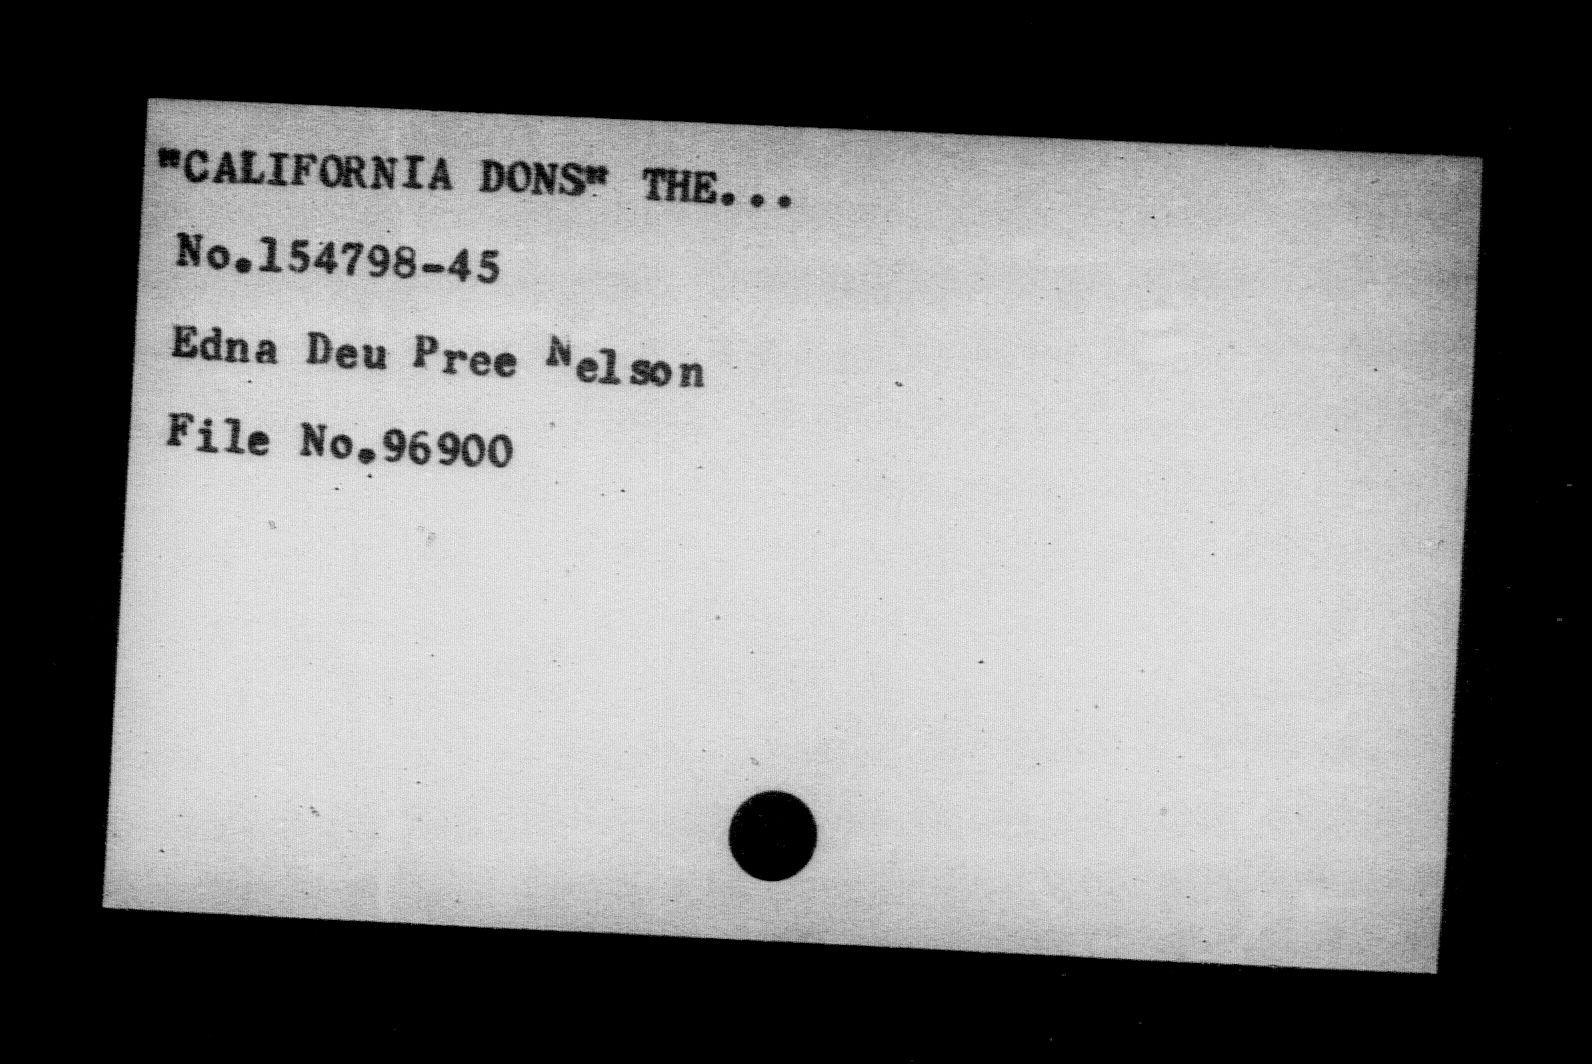 "CALIFORNIA DONS" THE...
No.154798-45
Edna Deu Pree Nelson
File No.96900